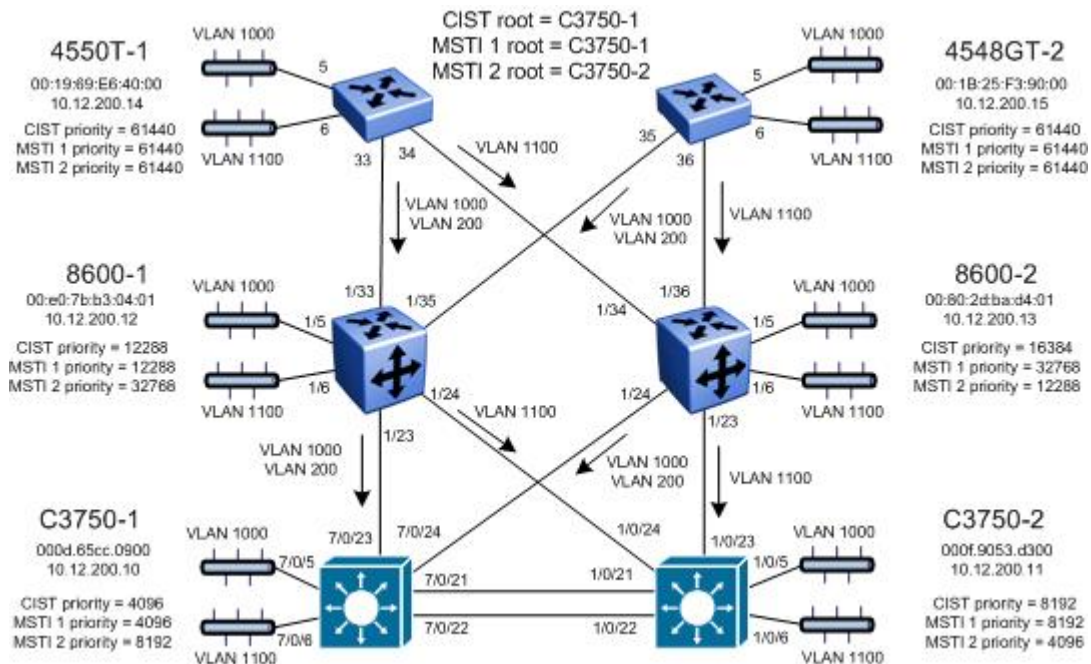 CIST root = C3750-1
MSTI 1 root = C3750-1
MSTI 2 root = C3750-2
4550T-1
00:19:69:E6:40:00
10.12.200.14
CIST priority = 61440
MSTI 1 priority = 61440
MSTI 2 priority = 61440
VLAN 1000
5
6
VLAN 1100
33
34
VLAN 1100
VLAN 1000
VLAN 200
4548GT-2
00:1B:25:F3:90:00
10.12.200.15
CIST priority = 61440
MSTI 1 priority = 61440
MSTI 2 priority = 61440
VLAN 1000
5
6
VLAN 1100
35
36
VLAN 1000
VLAN 200
VLAN 1100
8600-1
00:e0:7b:b3:04:01
10.12.200.12
CIST priority = 12288
MSTI 1 priority = 12288
MSTI 2 priority = 32768
VLAN 1000
1/5
1/6
VLAN 1100
1/33
1/35
1/24
1/23
VLAN 1100
VLAN 1000
VLAN 200
8600-2
00:80:2d:ba:d4:01
10.12.200.13
CIST priority = 16384
MSTI 1 priority = 32768
MSTI 2 priority = 12288
VLAN 1000
1/5
1/6
VLAN 1100
1/34
1/36
1/24
1/23
VLAN 1000
VLAN 200
VLAN 1100
C3750-1
000d.65cc.0900
10.12.200.10
CIST priority = 4096
MSTI 1 priority = 4096
MSTI 2 priority = 8192
VLAN 1000
7/0/5
7/0/6
VLAN 1100
7/0/23
7/0/24
7/0/21
7/0/22
C3750-2
000f.9053.d300
10.12.200.11
CIST priority = 8192
MSTI 1 priority = 8192
MSTI 2 priority = 4096
VLAN 1000
1/0/5
1/0/6
VLAN 1100
1/0/24
1/0/23
1/0/21
1/0/22